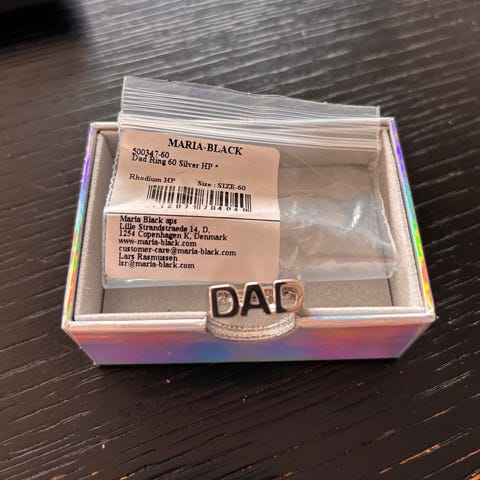 MARIA-BLACK
500347-60
Dad Ring 60 Silver HP *
Rhodium HP Size : SIZE-60
Maria Black aps
Lille Strandstraede 14, D,
1254 Copenhagen K, Denmark
www-maria-black.com
customer-care@maria-black.com
Lars Rasmussen
lsr@maria-black.com
DAD